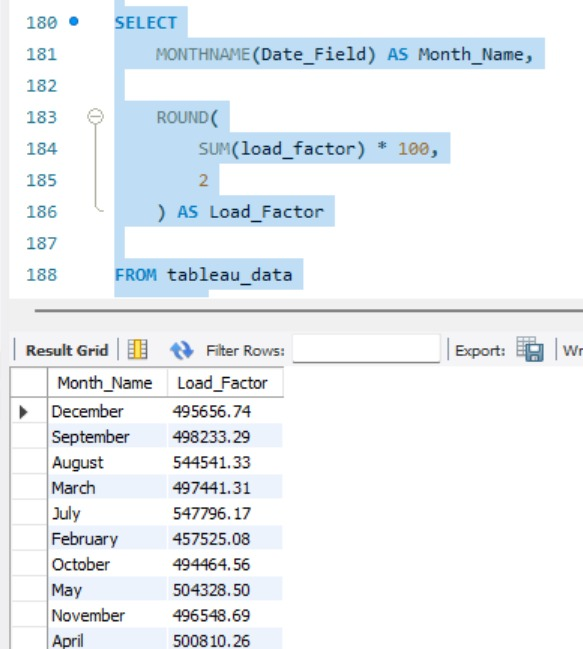 180 SELECT
181 MONTHNAME(Date_Field) AS Month_Name,
182
183 ROUND(
184 SUM(load_factor) * 100,
185 2
186 ) AS Load_Factor
187
188 FROM tableau_data
Result Grid Filter Rows: Export: Wr
Month_Name Load_Factor
December 495656.74
September 498233.29
August 544541.33
March 497441.31
July 547796.17
February 457525.08
October 494464.56
May 504328.50
November 496548.69
April 500810.26